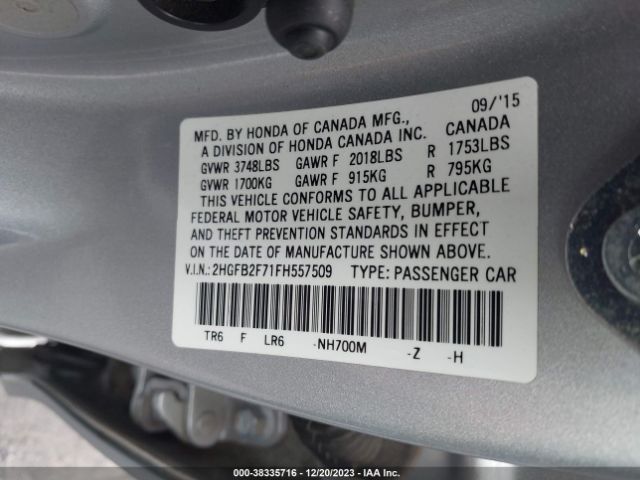 09/'15
MFD. BY HONDA OF CANADA MFG.,
A DIVISION OF HONDA CANADA INC. CANADA
GVWR 3748LBS GAWR F 2018LBS R 1753LBS
GVWR 1700KG GAWR F 915KG R 795KG
THIS VEHICLE CONFORMS TO ALL APPLICABLE
FEDERAL MOTOR VEHICLE SAFETY, BUMPER,
AND THEFT PREVENTION STANDARDS IN EFFECT
ON THE DATE OF MANUFACTURE SHOWN ABOVE.
V.I.N.: 2HGFB2F71FH557509 TYPE: PASSENGER CAR
TR6 F LR6 -NH700M -Z -H
000-38335716 - 12/20/2023 - IAA Inc.